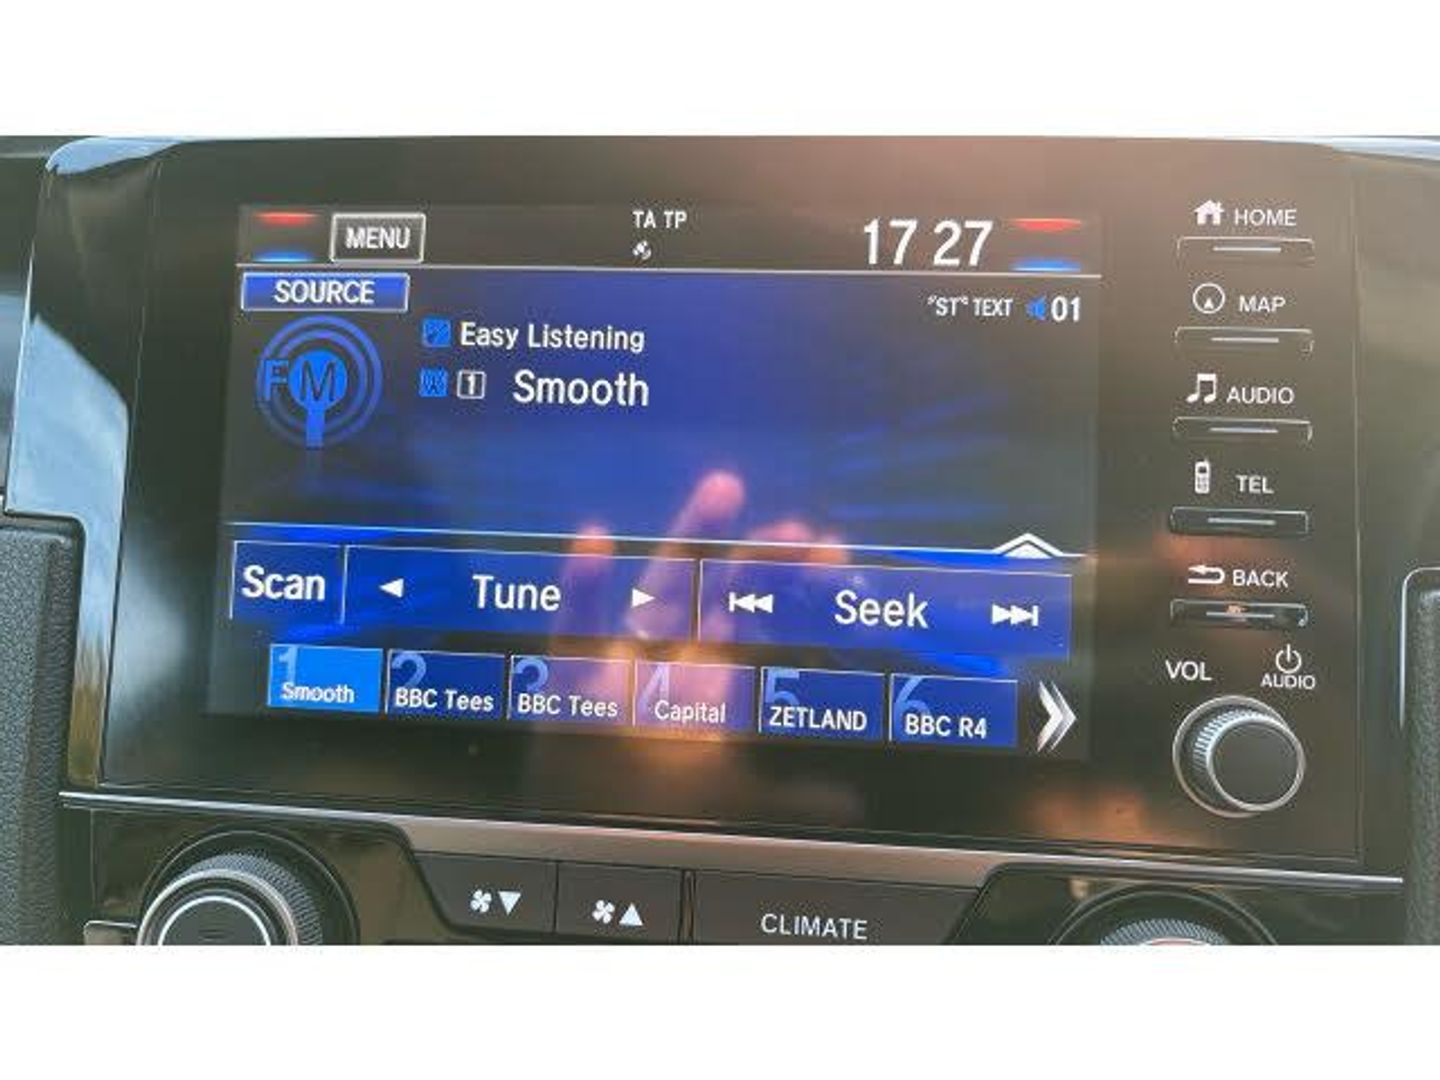 MENU
TA TP
17 27
SOURCE
"ST" TEXT 01
FM
Easy Listening
1 Smooth
Scan
Tune
Seek
1 Smooth
2 BBC Tees
3 BBC Tees
4 Capital
5 ZETLAND
6 BBC R4
HOME
MAP
AUDIO
TEL
BACK
VOL
AUDIO
CLIMATE